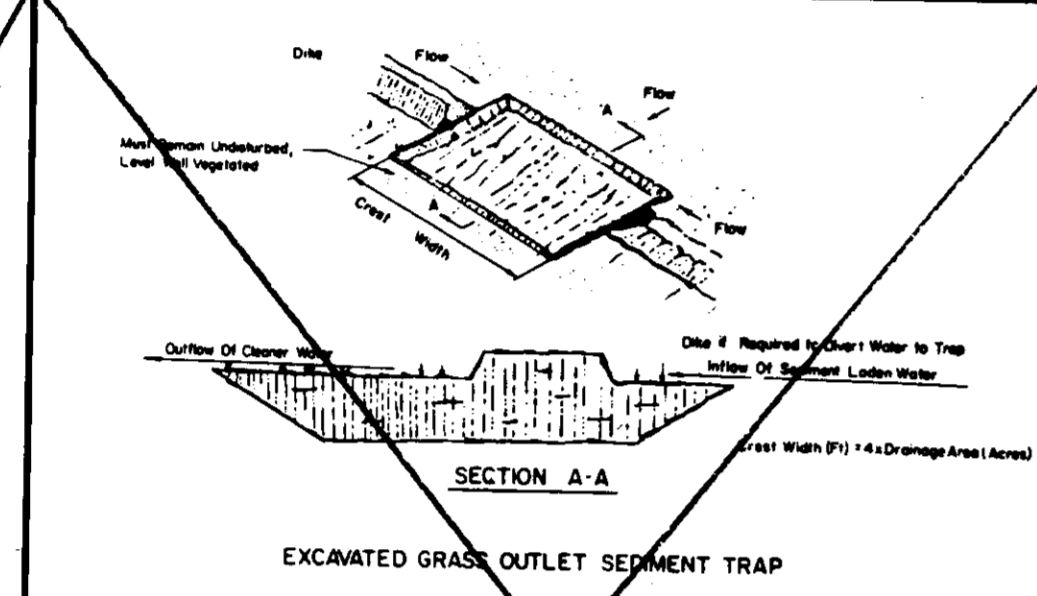 Dike
Flow
Flow
A
Must Remain Undisturbed,
Level Well Vegetated
A
Flow
Crest Width
Outflow Of Cleaner Water
Dike if Required to Divert Water to Trap
Inflow Of Sediment Laden Water
Crest Width (Ft) = 4 x Drainage Area (Acres)
SECTION A-A
EXCAVATED GRASS OUTLET SEDIMENT TRAP